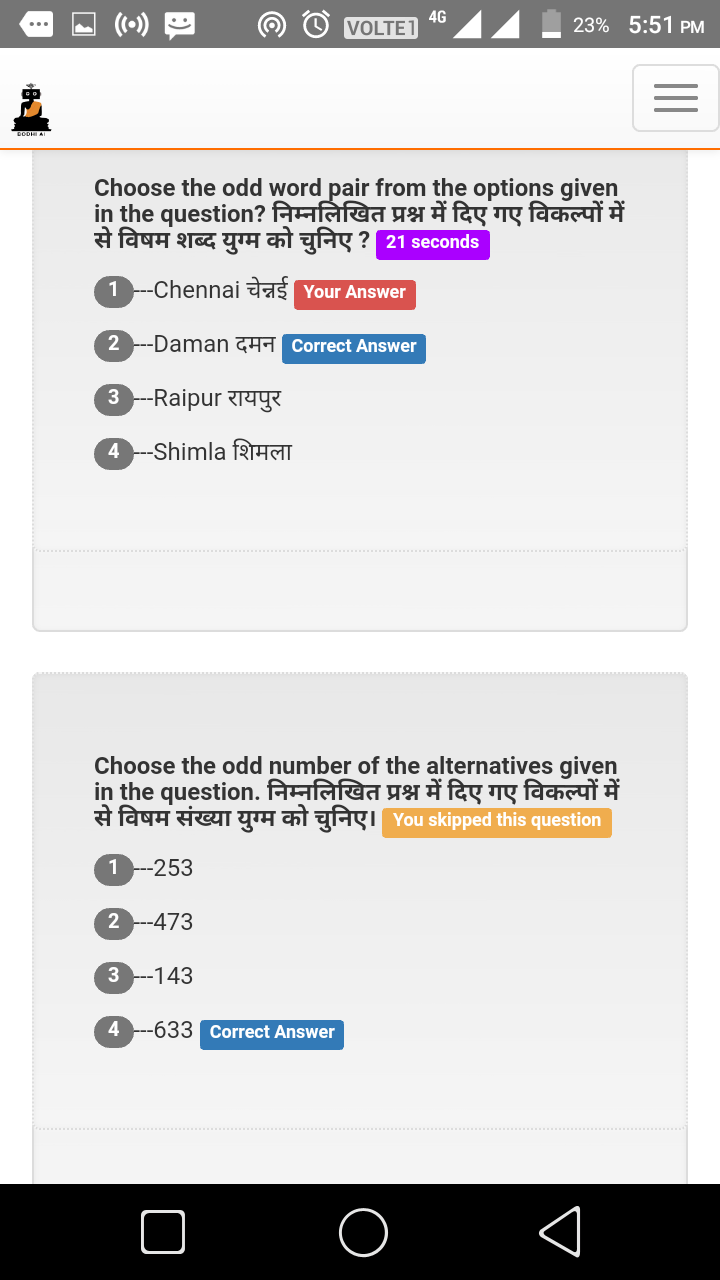 VOLTE1 4G 23% 5:51 PM
BODHI AI
Choose the odd word pair from the options given
in the question? निम्नलिखित प्रश्न में दिए गए विकल्पों में
से विषम शब्द युग्म को चुनिए ? 21 seconds
1 ---Chennai चेन्नई Your Answer
2 ---Daman दमन Correct Answer
3 ---Raipur रायपुर
4 ---Shimla शिमला
Choose the odd number of the alternatives given
in the question. निम्नलिखित प्रश्न में दिए गए विकल्पों में
से विषम संख्या युग्म को चुनिए। You skipped this question
1 ---253
2 ---473
3 ---143
4 ---633 Correct Answer